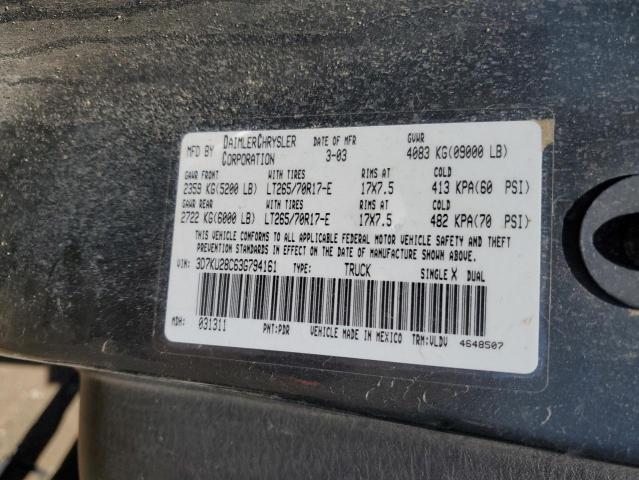 MFD BY DAIMLERCHRYSLER CORPORATION DATE OF MFR 3-03 GVWR 4083 KG(09000 LB)
GAWR FRONT WITH TIRES RIMS AT COLD
2359 KG(5200 LB) LT265/70R17-E 17X7.5 413 KPA(60 PSI)
GAWR REAR WITH TIRES RIMS AT COLD
2722 KG(6000 LB) LT265/70R17-E 17X7.5 482 KPA(70 PSI)
THIS VEHICLE CONFORMS TO ALL APPLICABLE FEDERAL MOTOR VEHICLE SAFETY AND THEFT
PREVENTION STANDARDS IN EFFECT ON THE DATE OF MANUFACTURE SHOWN ABOVE.
VIN: 3D7KU28C63G794161 TYPE: TRUCK SINGLE X DUAL
MDH: 031311 PNT:PDR VEHICLE MADE IN MEXICO TRM:VLDV 4648507